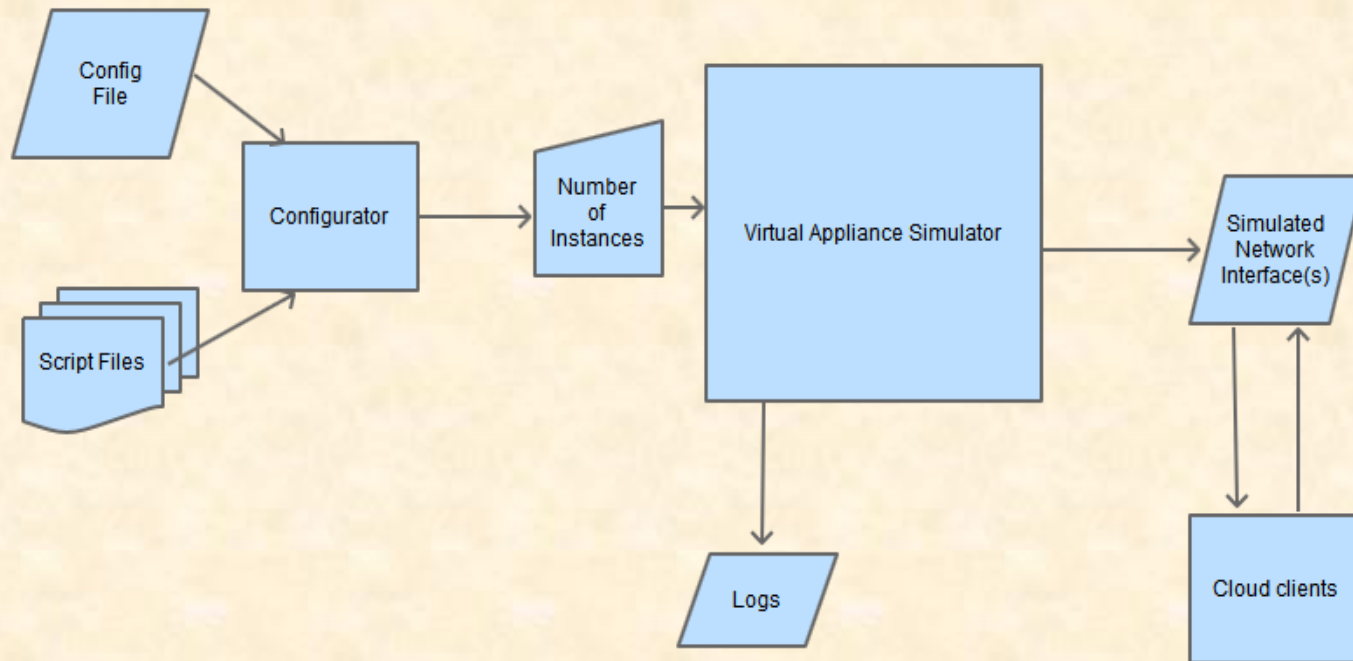 Config
File
Configurator
Number
of
Instances
Virtual Appliance Simulator
Simulated
Network
Interface(s)
Script Files
Logs
Cloud clients